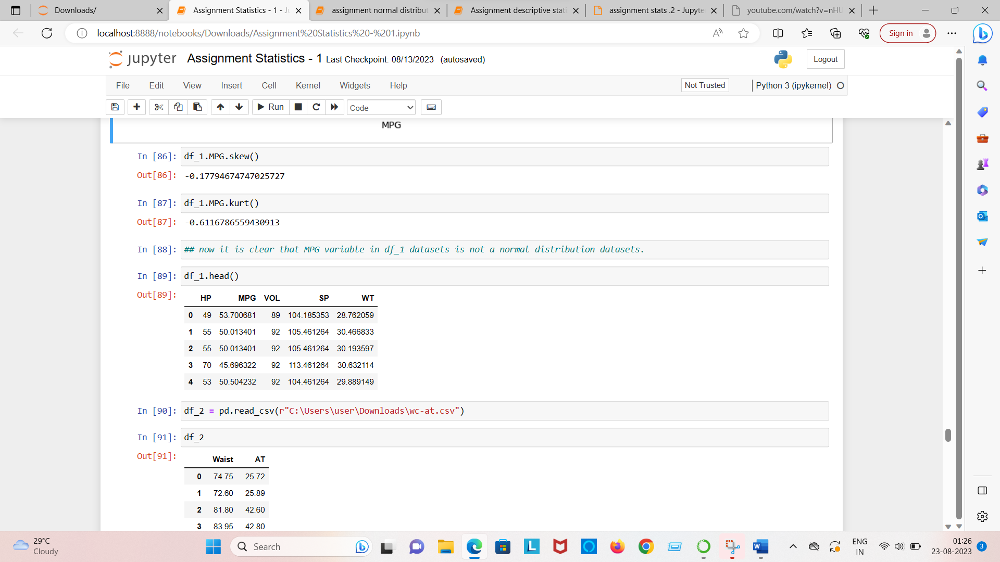 Downloads/
Assignment Statistics - 1 - Ju
assignment normal distribut
Assignment descriptive stati
assignment stats .2 - Jupyte
youtube.com/watch?v=nHU
localhost:8888/notebooks/Downloads/Assignment%20Statistics%20-%201.ipynb
Sign in
jupyter Assignment Statistics - 1 Last Checkpoint: 08/13/2023 (autosaved)
Logout
File Edit View Insert Cell Kernel Widgets Help
Not Trusted
Python 3 (ipykernel)
Run
Code
MPG
In [86]: df_1.MPG.skew()
Out[86]: -0.17794674747025727
In [87]: df_1.MPG.kurt()
Out[87]: -0.6116786559430913
In [88]: ## now it is clear that MPG variable in df_1 datasets is not a normal distribution datasets.
In [89]: df_1.head()
Out[89]:
HP MPG VOL SP WT
0 49 53.700681 89 104.185353 28.762059
1 55 50.013401 92 105.461264 30.466833
2 55 50.013401 92 105.461264 30.193597
3 70 45.696322 92 113.461264 30.632114
4 53 50.504232 92 104.461264 29.889149
In [90]: df_2 = pd.read_csv(r"C:\Users\user\Downloads\wc-at.csv")
In [91]: df_2
Out[91]:
Waist AT
0 74.75 25.72
1 72.60 25.89
2 81.80 42.60
3 83.95 42.80
29°C
Cloudy
Search
ENG
IN
01:26
23-08-2023
3